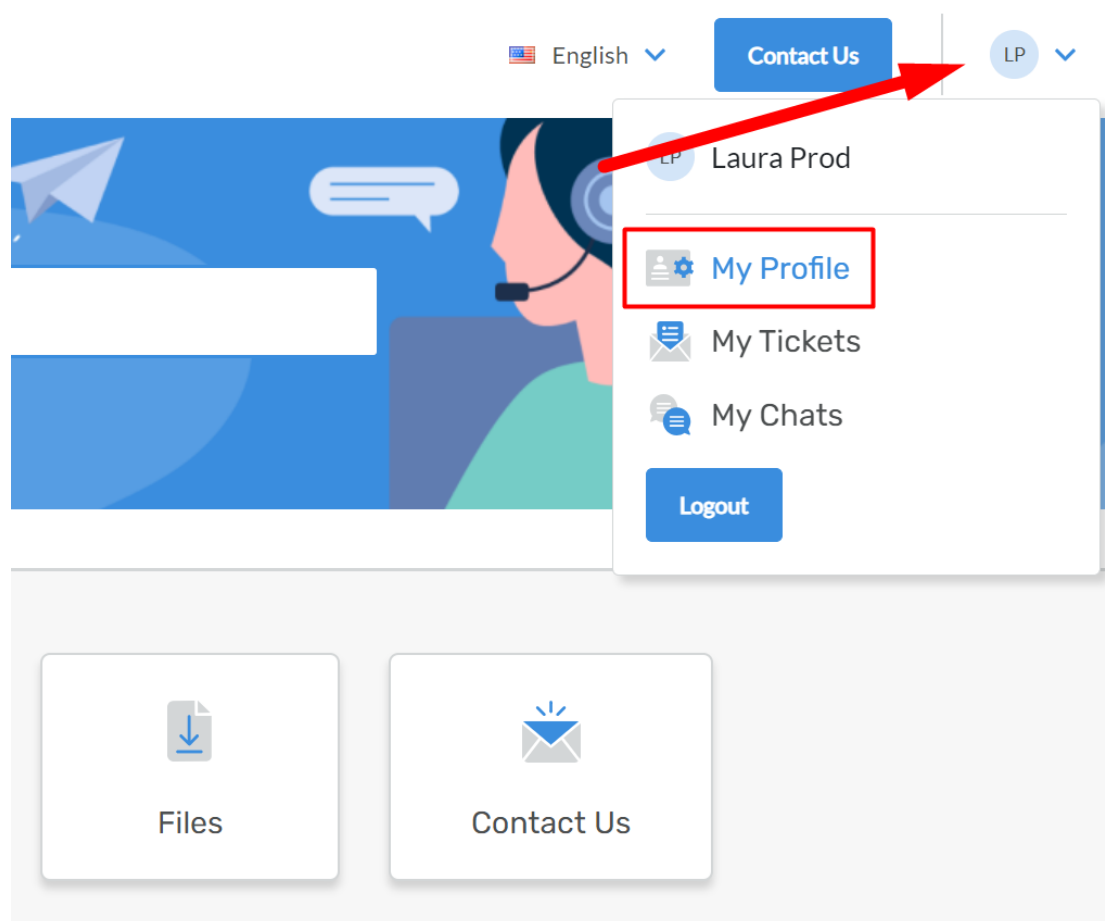 English
Contact Us
LP
LP
Laura Prod
My Profile
My Tickets
My Chats
Logout
Files
Contact Us